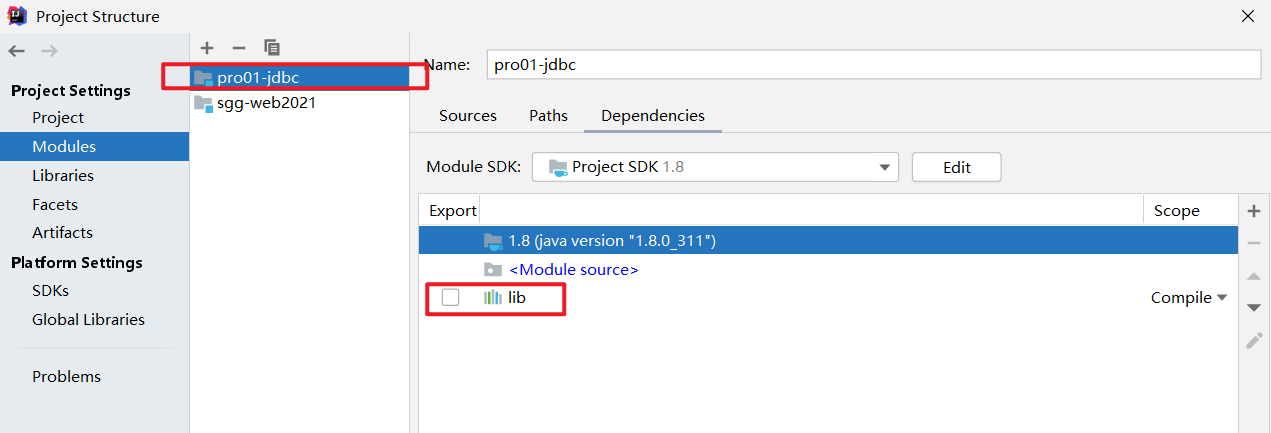 Project Structure
Project Settings
Project
Modules
Libraries
Facets
Artifacts
Platform Settings
SDKs
Global Libraries
Problems
pro01-jdbc
sgg-web2021
Name: pro01-jdbc
Sources Paths Dependencies
Module SDK: Project SDK 1.8 Edit
Export Scope
1.8 (java version "1.8.0_311")
<Module source>
lib Compile